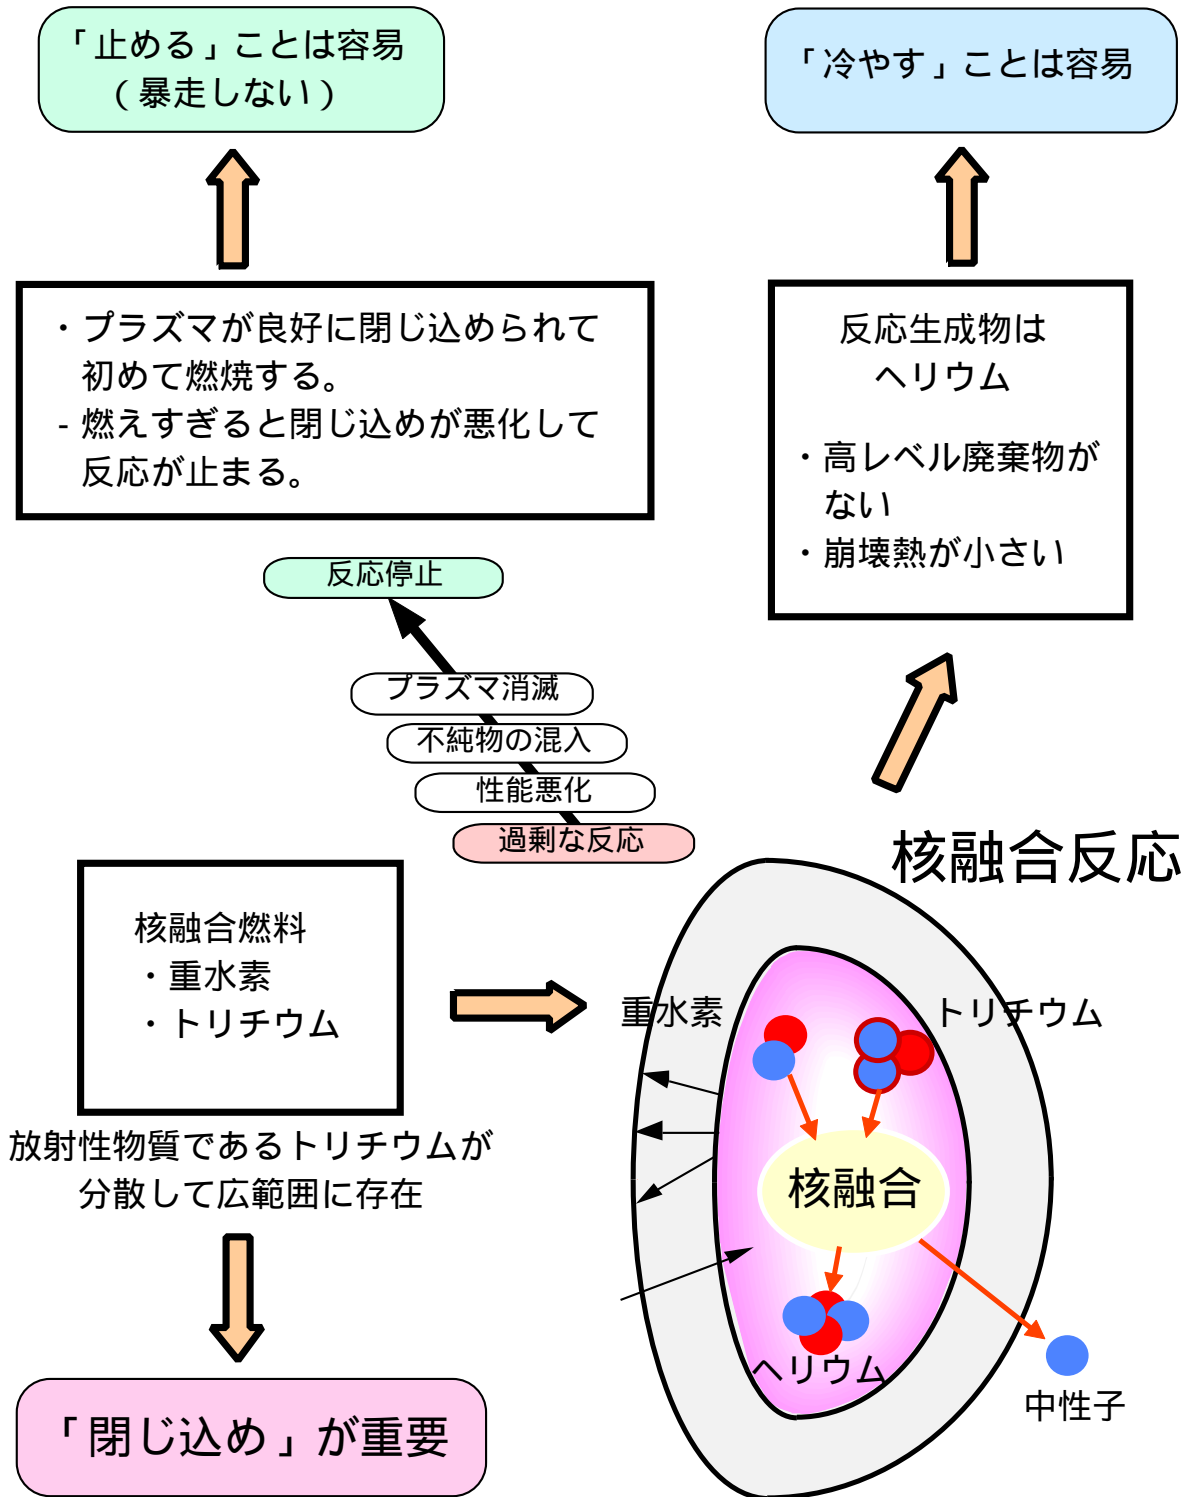 「止める」ことは容易
（暴走しない）
「冷やす」ことは容易
・プラズマが良好に閉じ込められて
初めて燃焼する。
- 燃えすぎると閉じ込めが悪化して
反応が止まる。
反応生成物は
ヘリウム
・高レベル廃棄物が
ない
・崩壊熱が小さい
反応停止
プラズマ消滅
不純物の混入
性能悪化
過剰な反応
核融合反応
核融合燃料
・重水素
・トリチウム
重水素
トリチウム
放射性物質であるトリチウムが
分散して広範囲に存在
核融合
ヘリウム
中性子
「閉じ込め」が重要